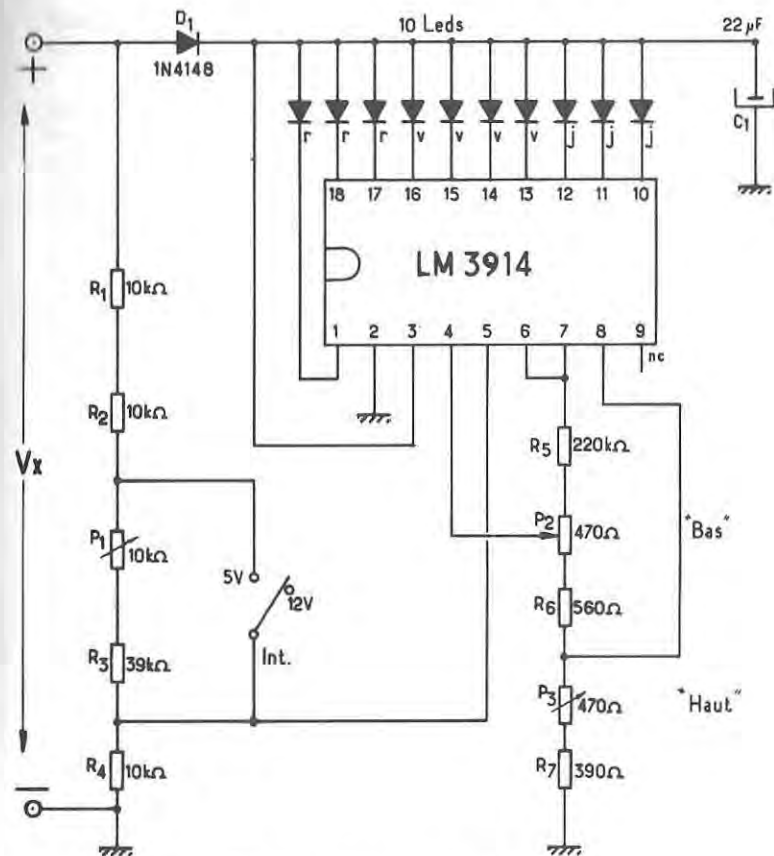 D1
1N4148
10 Leds
22 µF
C1
+
r r r v v v v j j j
18 17 16 15 14 13 12 11 10
LM 3914
1 2 3 4 5 6 7 8 9
nc
R1 10kΩ
R2 10kΩ
Vx
P1 10kΩ
5V
12V
Int.
R3 39kΩ
R4 10kΩ
−
R5 220kΩ
P2 470Ω
"Bas"
R6 560Ω
P3 470Ω
"Haut"
R7 390Ω